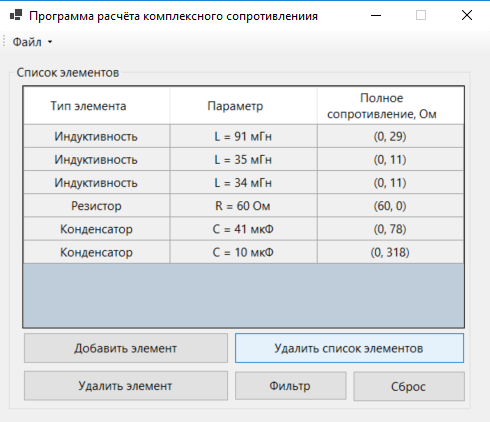 Программа расчёта комплексного сопротивлениия
Файл
Список элементов
Тип элемента Параметр Полное сопротивление, Ом
Индуктивность L = 91 мГн (0, 29)
Индуктивность L = 35 мГн (0, 11)
Индуктивность L = 34 мГн (0, 11)
Резистор R = 60 Ом (60, 0)
Конденсатор C = 41 мкФ (0, 78)
Конденсатор C = 10 мкФ (0, 318)
Добавить элемент Удалить список элементов
Удалить элемент Фильтр Сброс